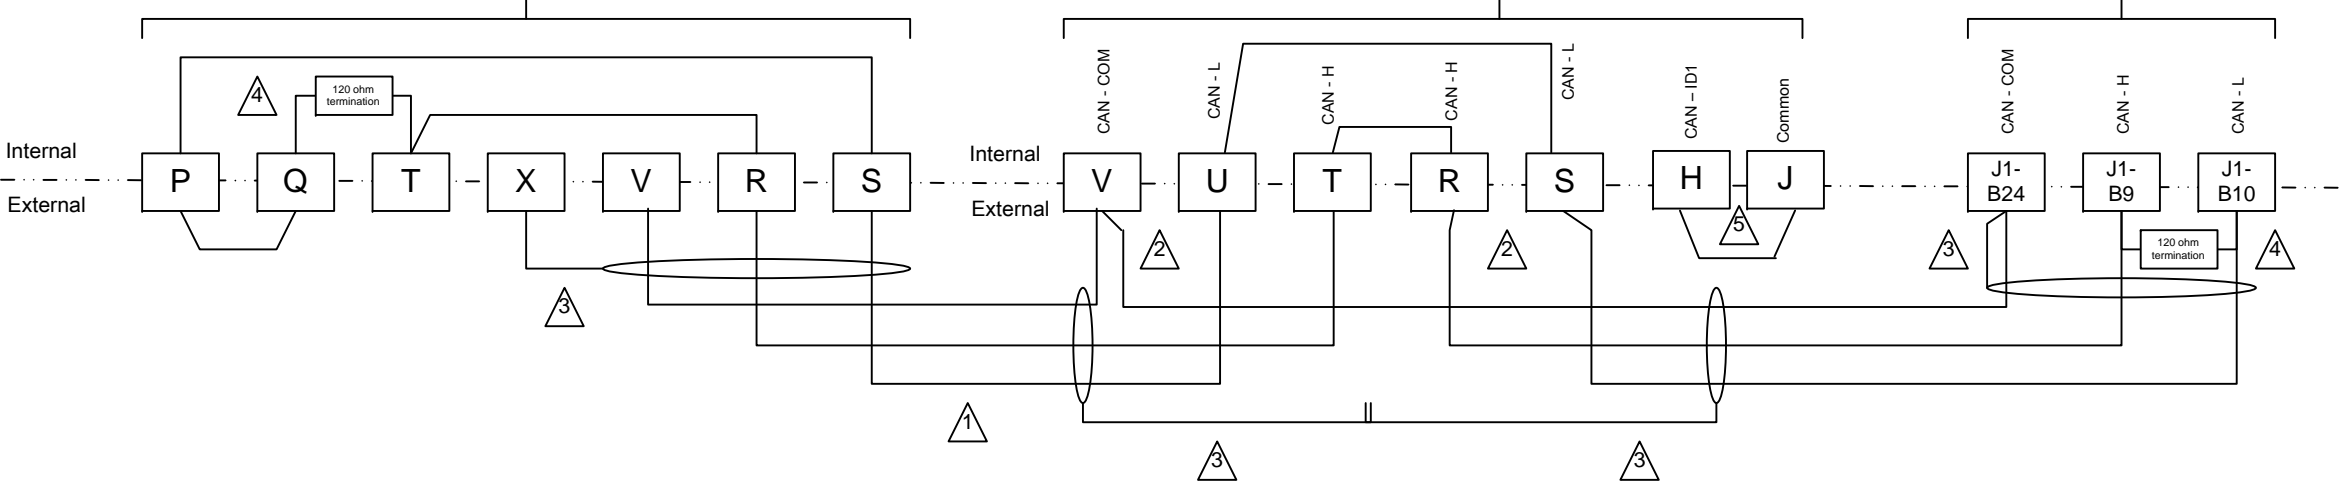 CAN - COM
CAN - L
CAN - H
CAN - H
CAN - L
CAN – ID1
Common
CAN - COM
CAN - H
CAN - L
4
120 ohm
termination
Internal
Internal
P
Q
T
X
V
R
S
V
U
T
R
S
H
J
J1-
B24
J1-
B9
J1-
B10
External
External
5
2
2
3
120 ohm
termination
4
3
1
3
3